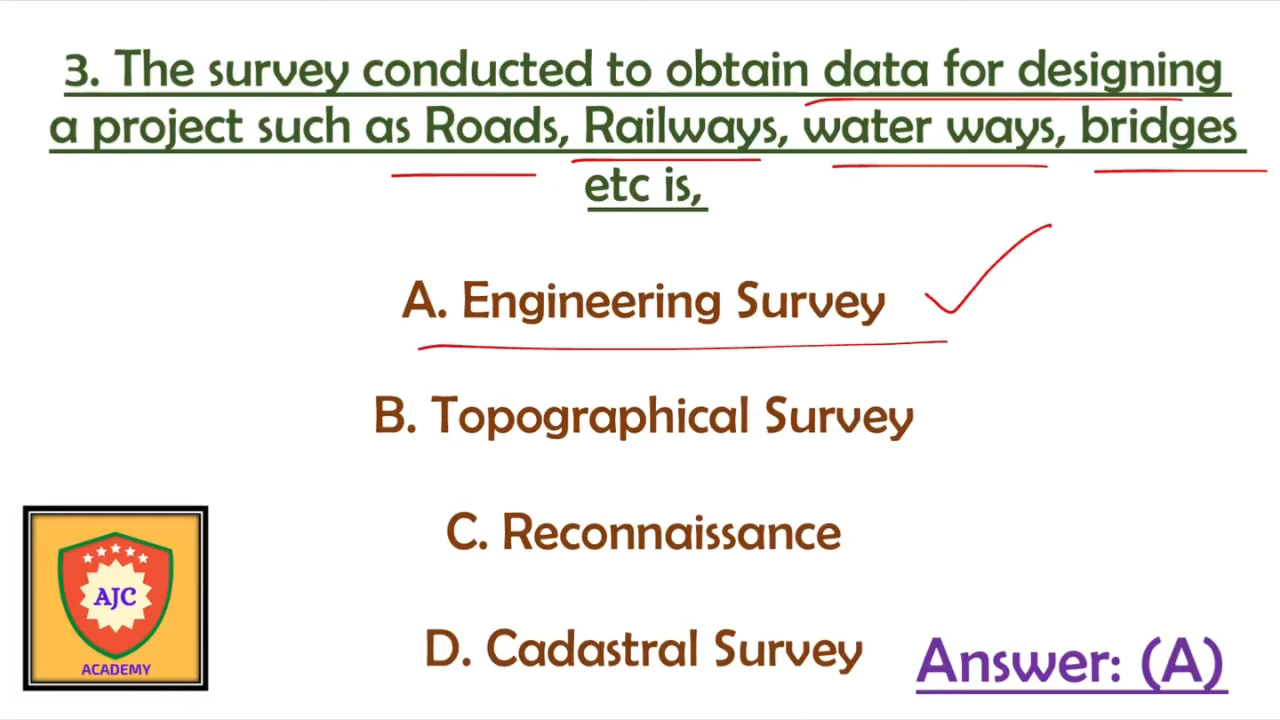 3. The survey conducted to obtain data for designing
a project such as Roads, Railways, water ways, bridges
etc is,
A. Engineering Survey
B. Topographical Survey
C. Reconnaissance
D. Cadastral Survey
Answer: (A)
AJC
ACADEMY